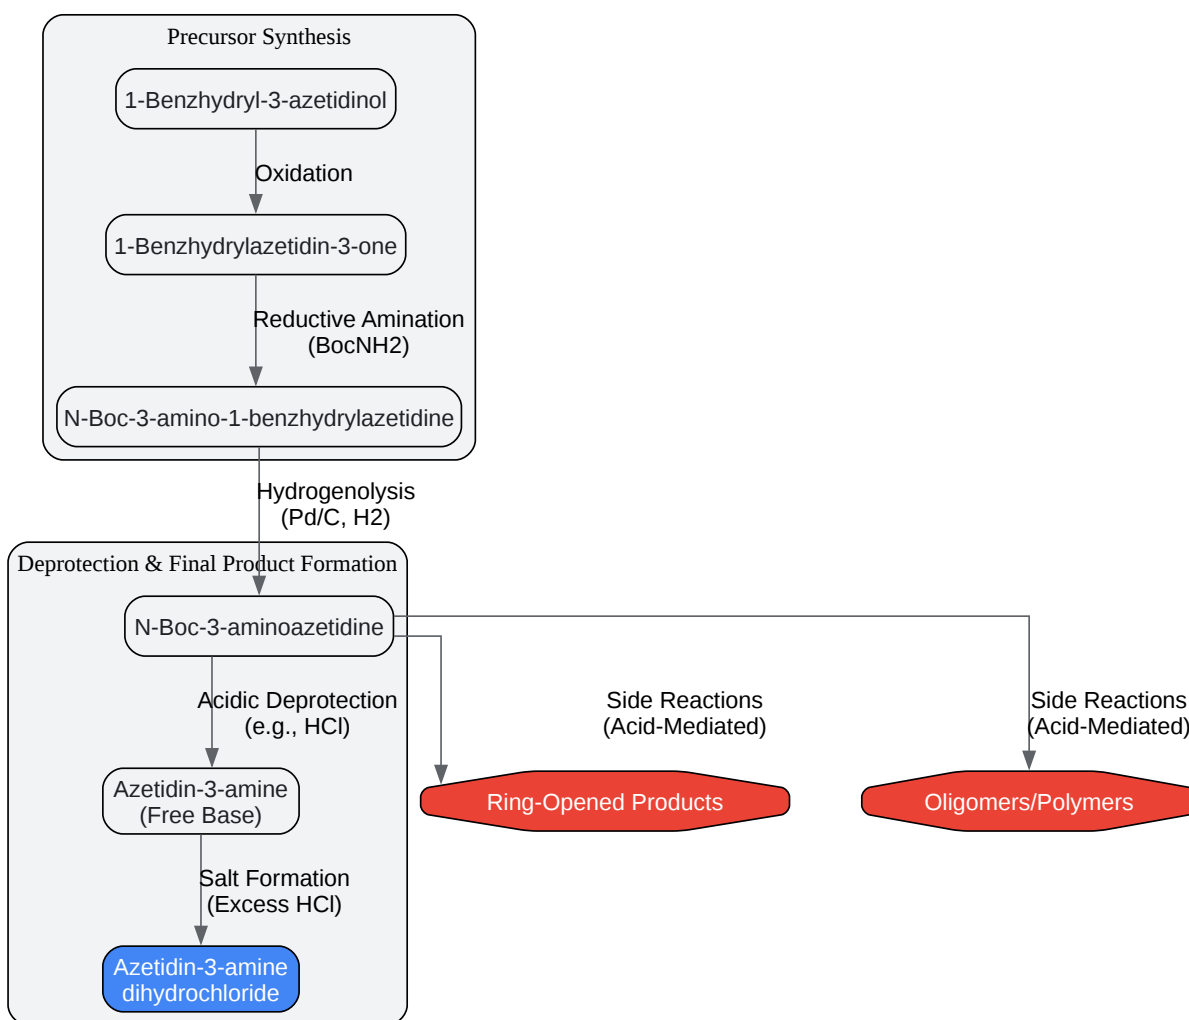 Precursor Synthesis
1-Benzhydryl-3-azetidinol
Oxidation
1-Benzhydrylazetidin-3-one
Reductive Amination
(BocNH2)
N-Boc-3-amino-1-benzhydrylazetidine
Hydrogenolysis
(Pd/C, H2)
Deprotection & Final Product Formation
N-Boc-3-aminoazetidine
Acidic Deprotection
(e.g., HCl)
Side Reactions
(Acid-Mediated)
Side Reactions
(Acid-Mediated)
Azetidin-3-amine
(Free Base)
Ring-Opened Products
Oligomers/Polymers
Salt Formation
(Excess HCl)
Azetidin-3-amine
dihydrochloride